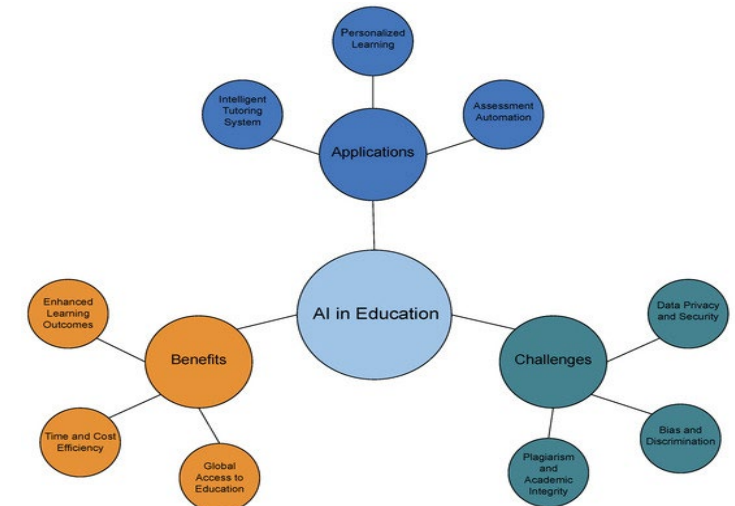 Personalized
Learning
Intelligent
Tutoring
System
Assessment
Automation
Applications
AI in Education
Enhanced
Learning
Outcomes
Benefits
Time and Cost
Efficiency
Global
Access to
Education
Challenges
Data Privacy
and Security
Bias and
Discrimination
Plagiarism
and
Academic
Integrity